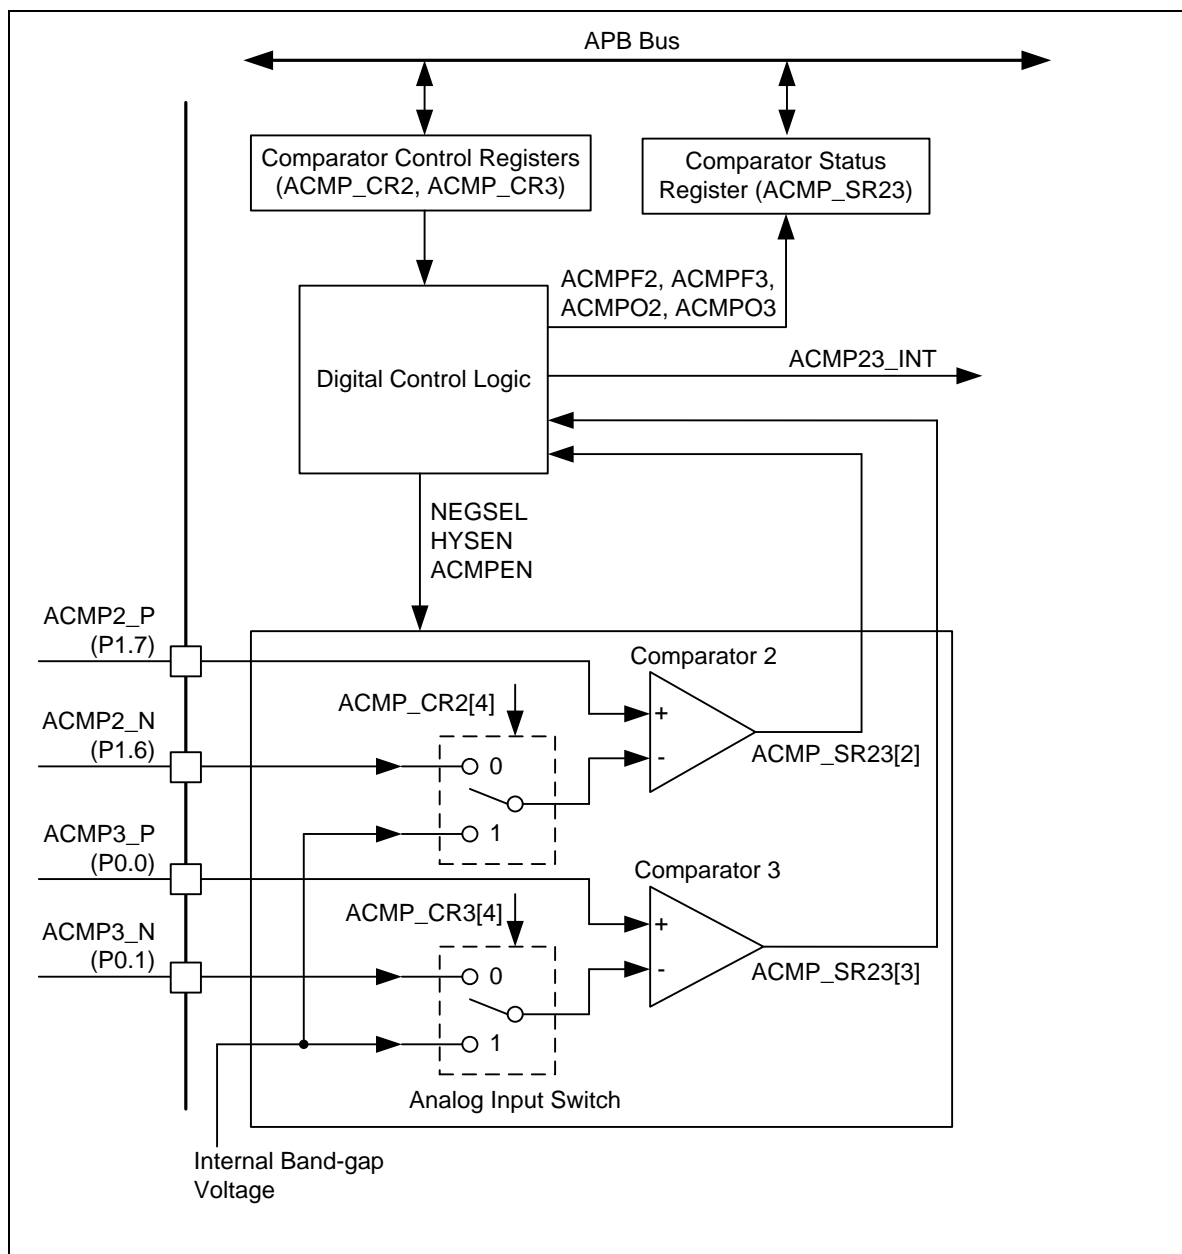 APB Bus
Comparator Control Registers
(ACMP_CR2, ACMP_CR3)
Comparator Status
Register (ACMP_SR23)
ACMPF2, ACMPF3,
ACMPO2, ACMPO3
ACMP23_INT
Digital Control Logic
NEGSEL
HYSEN
ACMPEN
ACMP2_P
(P1.7)
Comparator 2
ACMP_CR2[4]
ACMP2_N
(P1.6)
+
-
0
1
ACMP_SR23[2]
ACMP3_P
(P0.0)
Comparator 3
ACMP_CR3[4]
ACMP3_N
(P0.1)
+
-
0
1
ACMP_SR23[3]
Analog Input Switch
Internal Band-gap
Voltage